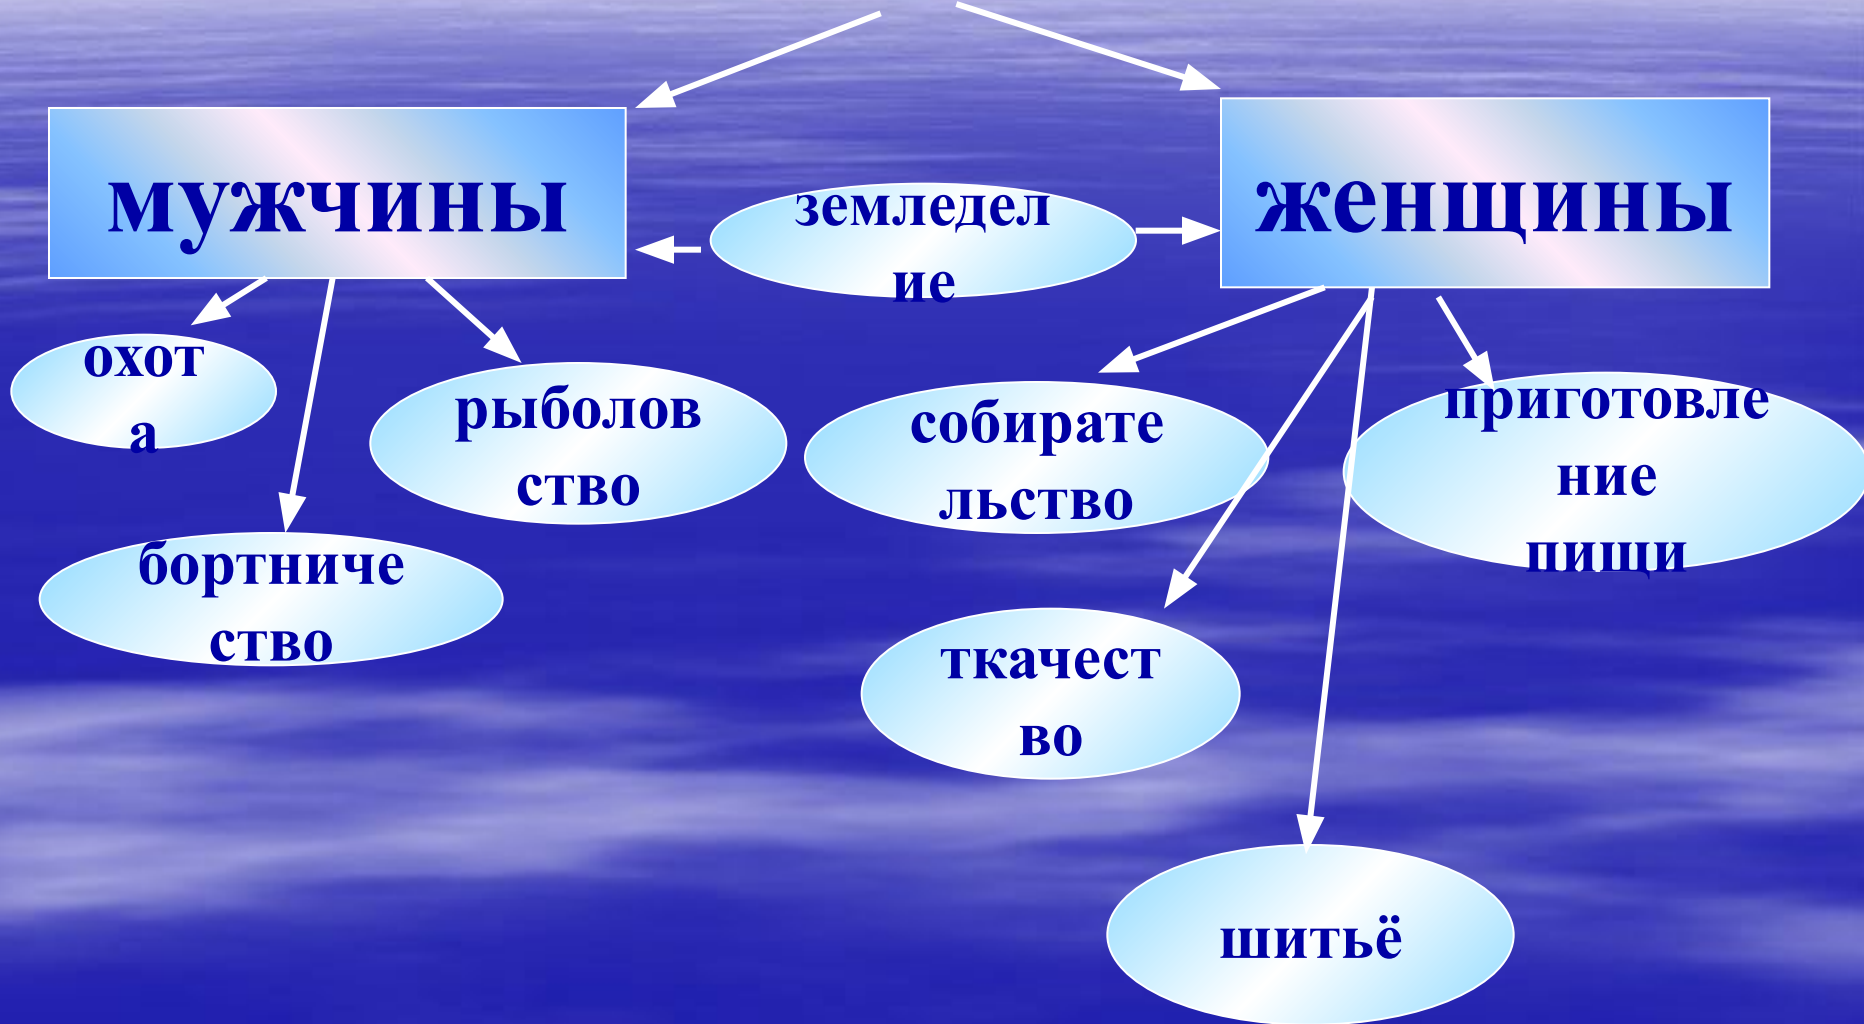 мужчины
женщины
земледел
ие
охот
а
рыболов
ство
бортниче
ство
собирате
льство
приготовле
ние
пищи
ткачест
во
шитьё